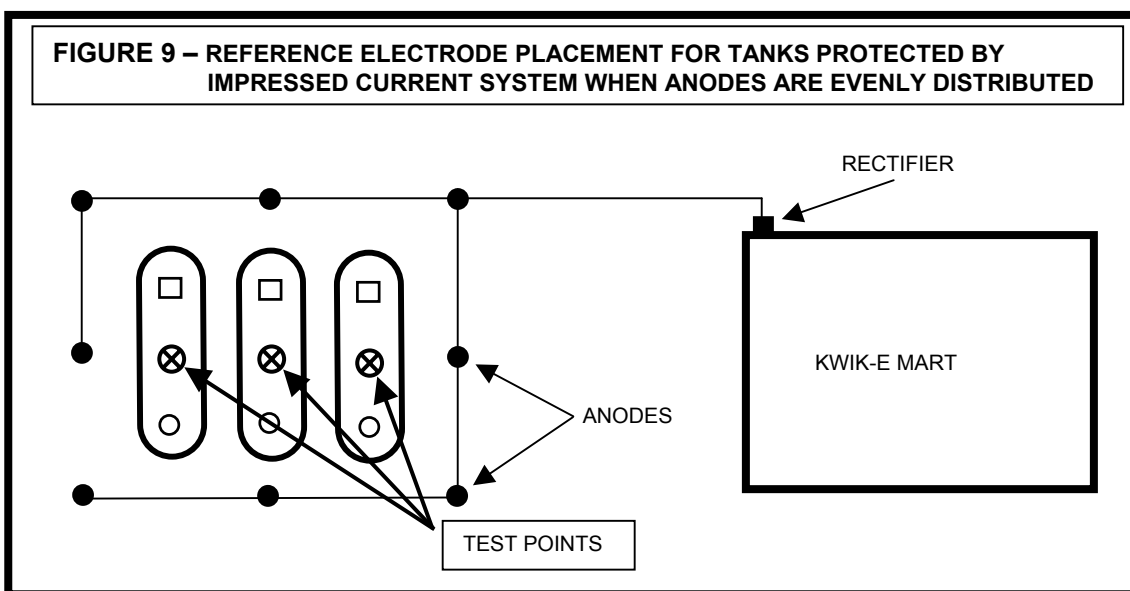 FIGURE 9 – REFERENCE ELECTRODE PLACEMENT FOR TANKS PROTECTED BY
IMPRESSED CURRENT SYSTEM WHEN ANODES ARE EVENLY DISTRIBUTED
RECTIFIER
KWIK-E MART
ANODES
TEST POINTS